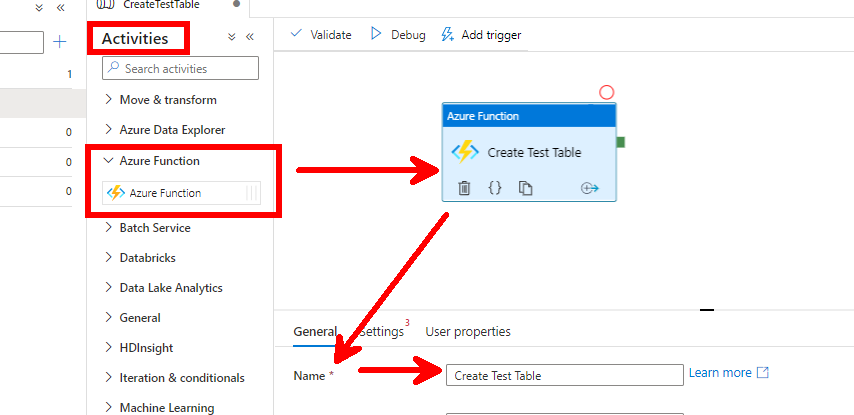 CreateTestTable
1
0
0
0
Activities
Search activities
Move & transform
Azure Data Explorer
Azure Function
Azure Function
Batch Service
Databricks
Data Lake Analytics
General
HDInsight
Iteration & conditionals
Machine Learning
Validate
Debug
Add trigger
Azure Function
Create Test Table
{}
General
Settings 3
User properties
Name *
Create Test Table
Learn more